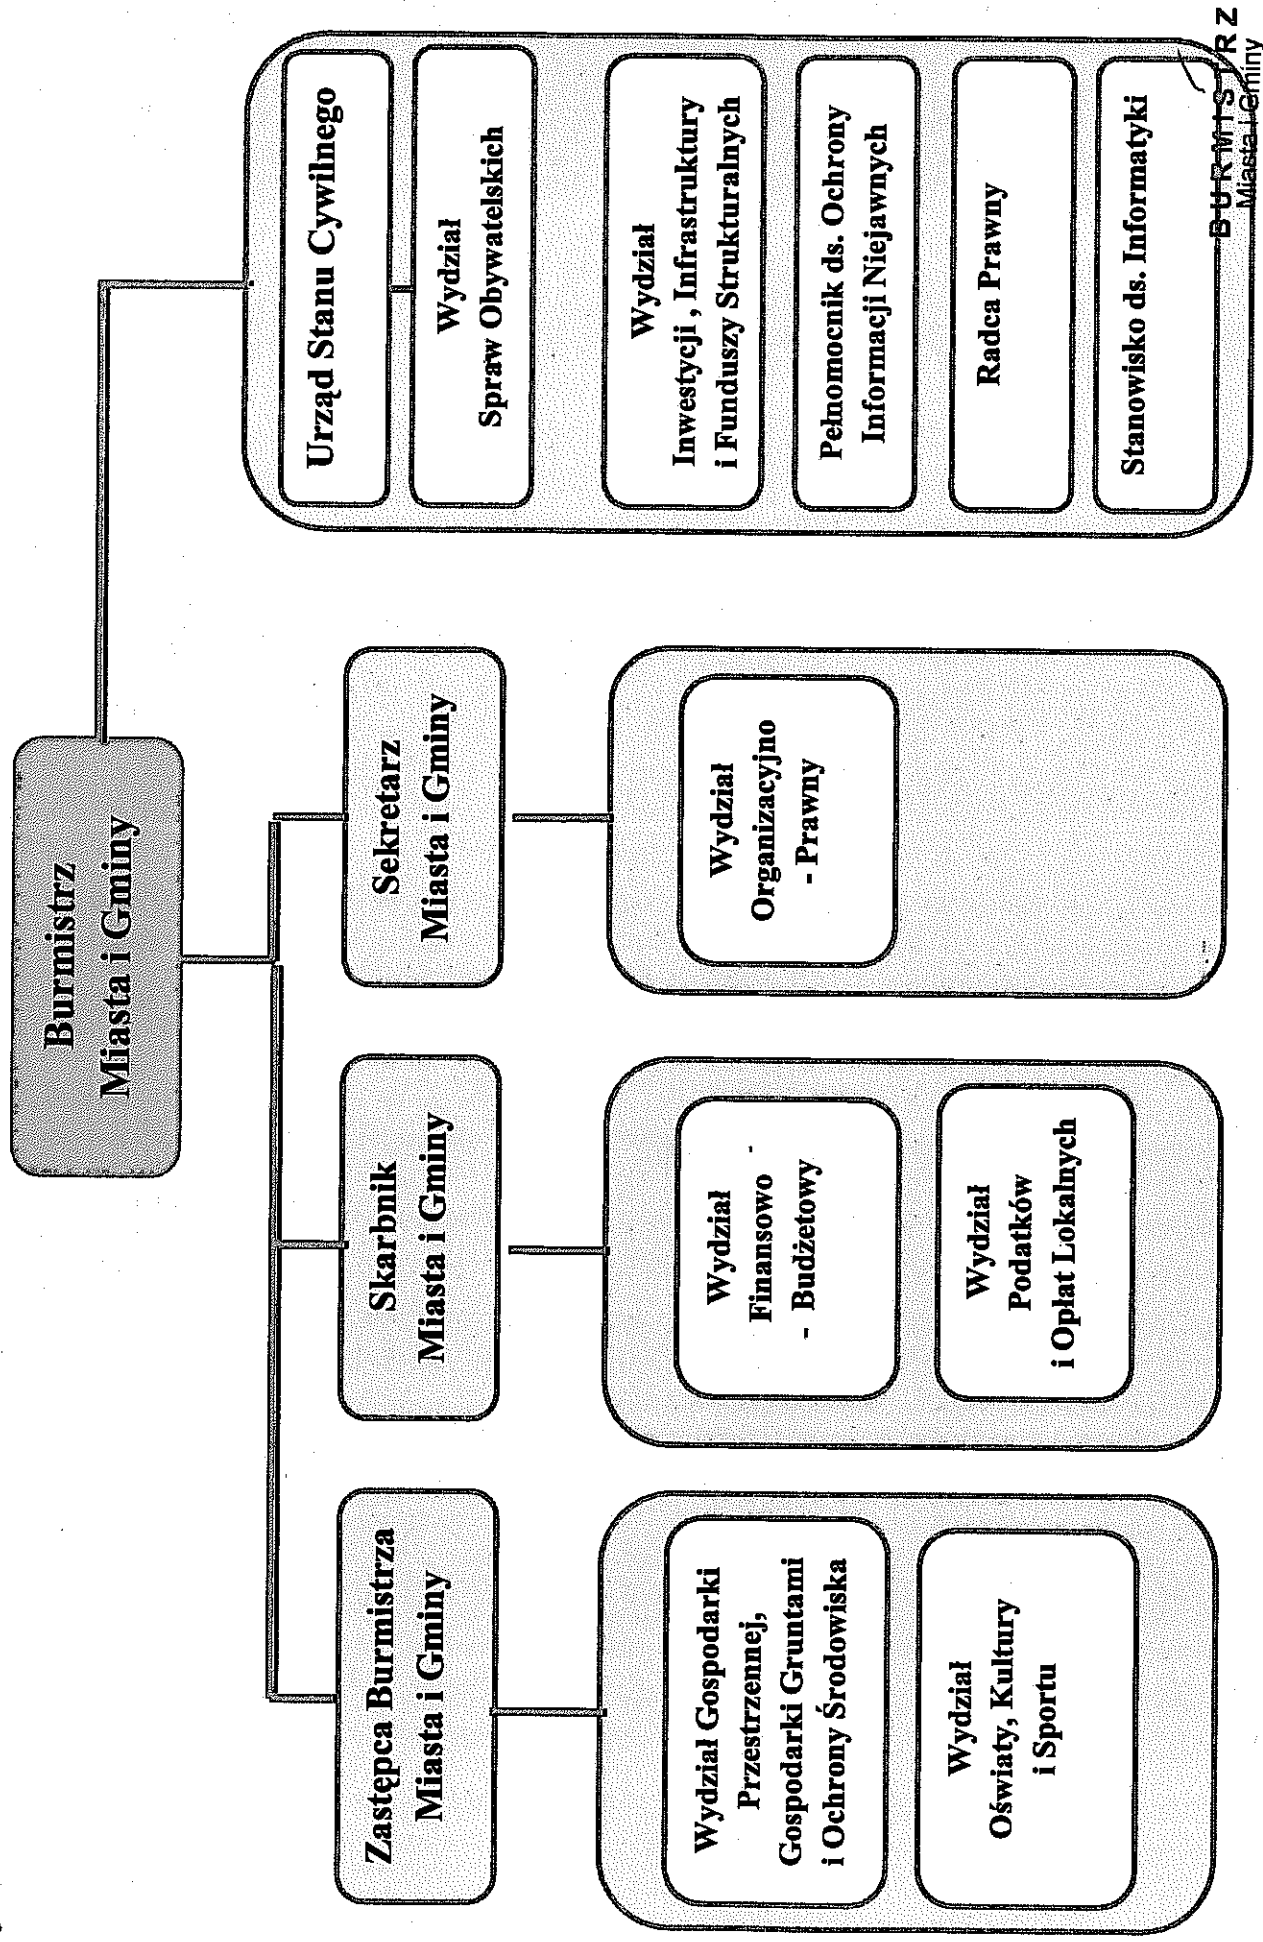 Burmistrz
Miasta i Gminy
Zastępca Burmistrza
Miasta i Gminy
Skarbnik
Miasta i Gminy
Sekretarz
Miasta i Gminy
Wydział Gospodarki
Przestrzennej,
Gospodarki Gruntami
i Ochrony Środowiska
Wydział
Oświaty, Kultury
i Sportu
Wydział
Finansowo -
- Budżetowy
Wydział
Podatków
i Opłat Lokalnych
Wydział
Organizacyjno
- Prawny
Urząd Stanu Cywilnego
Wydział
Spraw Obywatelskich
Wydział
Inwestycji , Infrastruktury
i Funduszy Strukturalnych
Pełnomocnik ds. Ochrony
Informacji Niejawnych
Radca Prawny
Stanowisko ds. Informatyki
BURMISTRZ
Miasta i Gminy